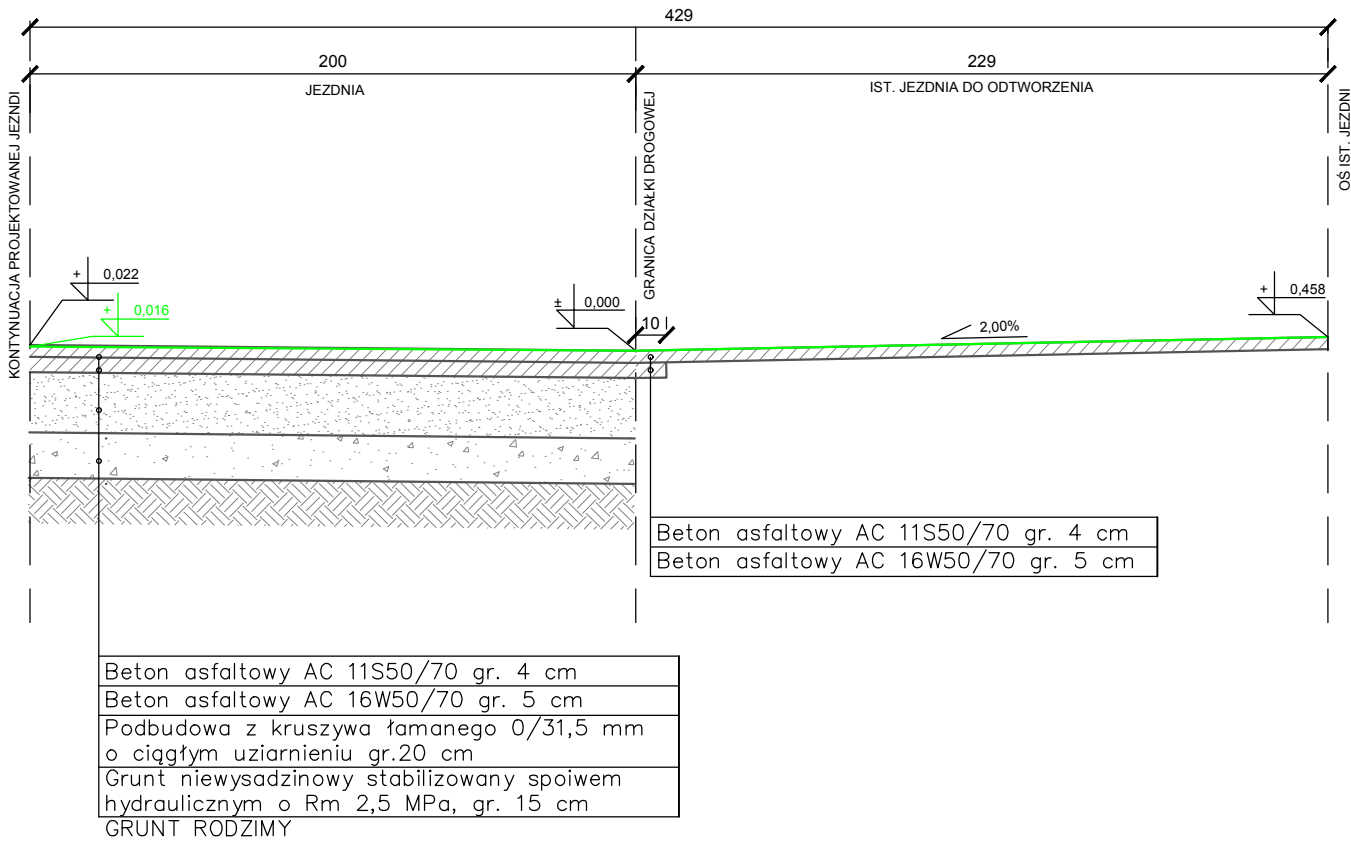 429
200
229
JEZDNIA
IST. JEZDNIA DO ODTWORZENIA
KONTYNUACJA PROJEKTOWANEJ JEZNDI
GRANICA DZIAŁKI DROGOWEJ
OŚ IST. JEZDNI
+ 0,022
+ 0,016
± 0,000
10
2,00%
+ 0,458
Beton asfaltowy AC 11S50/70 gr. 4 cm
Beton asfaltowy AC 16W50/70 gr. 5 cm
Beton asfaltowy AC 11S50/70 gr. 4 cm
Beton asfaltowy AC 16W50/70 gr. 5 cm
Podbudowa z kruszywa łamanego 0/31,5 mm
o ciągłym uziarnieniu gr.20 cm
Grunt niewysadzinowy stabilizowany spoiwem
hydraulicznym o Rm 2,5 MPa, gr. 15 cm
GRUNT RODZIMY